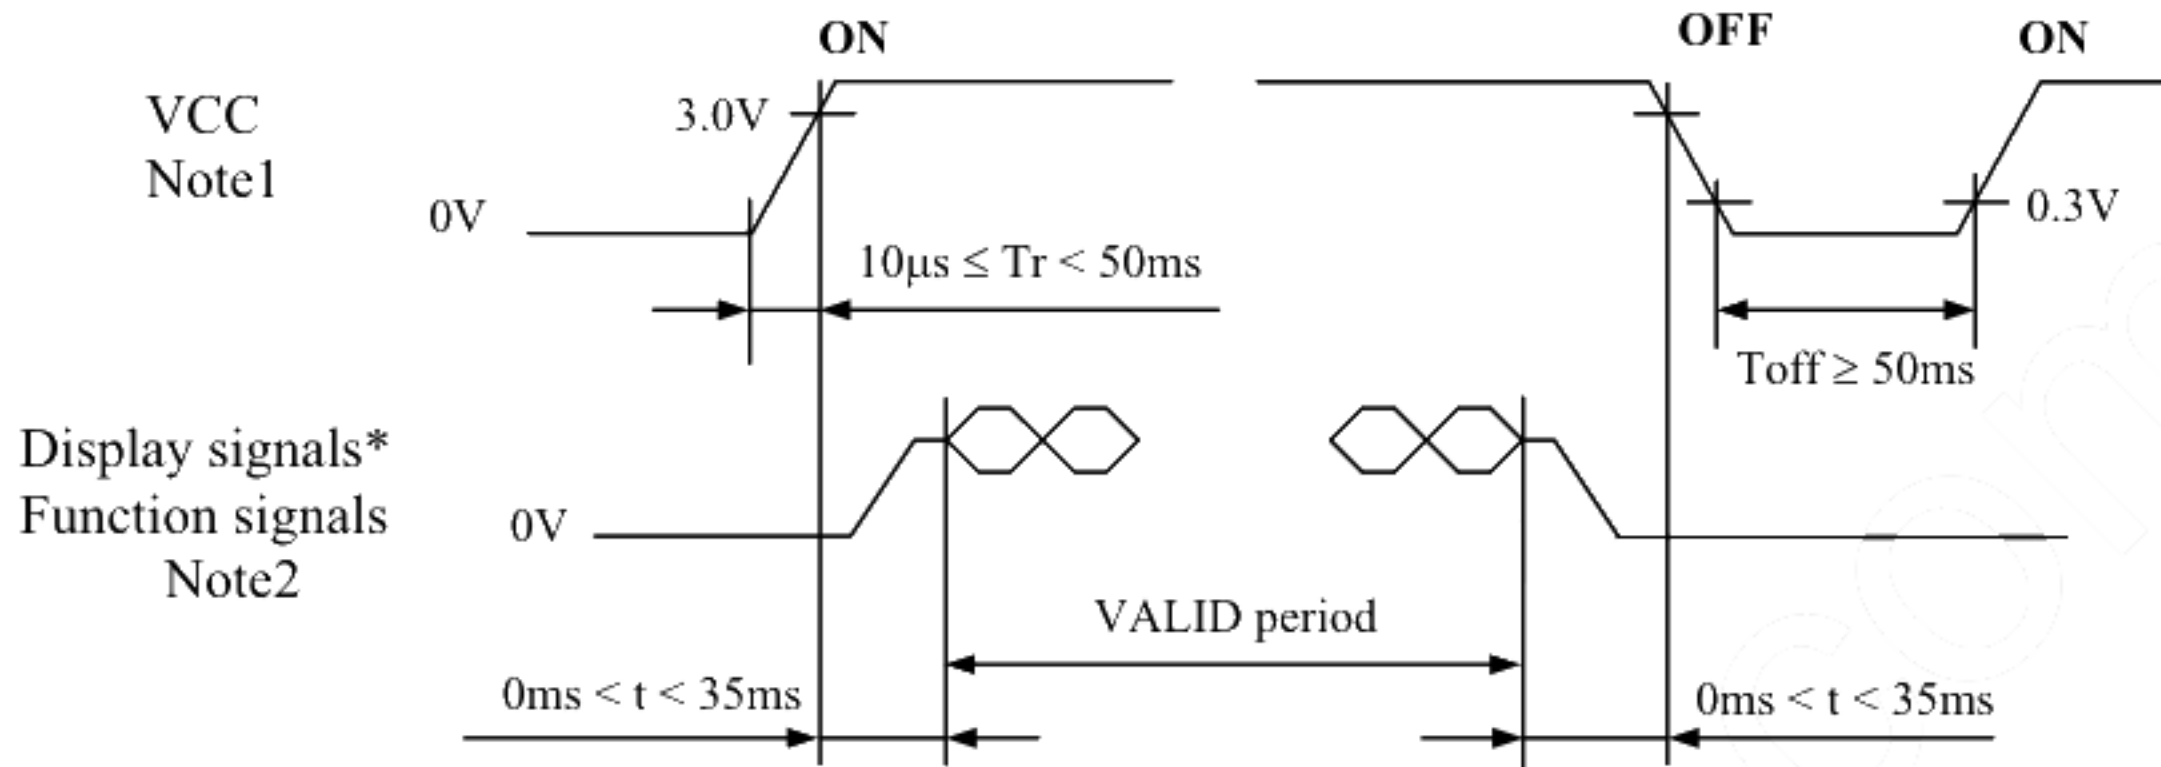 ON
OFF
ON
VCC
Note1
3.0V
0V
0.3V
10μs ≤ Tr < 50ms
Toff ≥ 50ms
Display signals*
Function signals
Note2
0V
VALID period
0ms < t < 35ms
0ms < t < 35ms